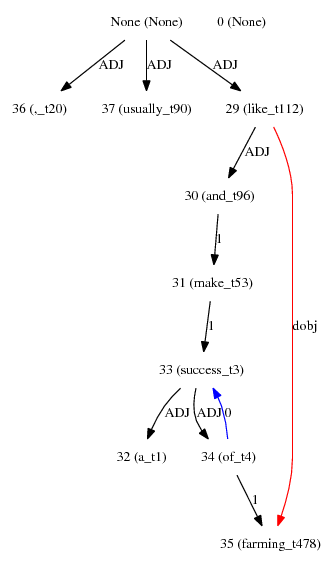 None (None) 0 (None)
ADJ ADJ ADJ
36 (._t20) 37 (usually_t90) 29 (like_t112)
ADJ
30 (and_t96)
1
31 (make_t53)
dobj
1
33 (success_t3)
ADJ ADJ 0
32 (a_t1) 34 (of_t4)
1
35 (farming_t478)